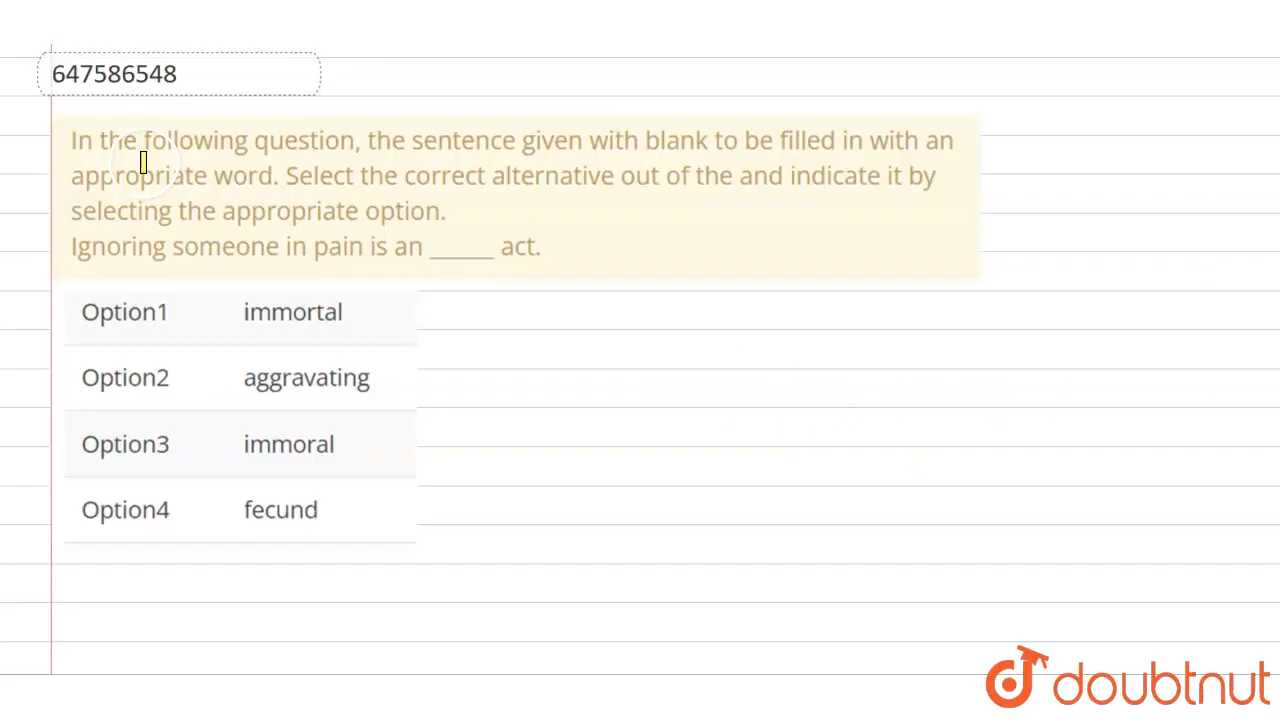 647586548
In the following question, the sentence given with blank to be filled in with an
appropriate word. Select the correct alternative out of the and indicate it by
selecting the appropriate option.
Ignoring someone in pain is an ______ act.
Option1 immortal
Option2 aggravating
Option3 immoral
Option4 fecund
doubtnut